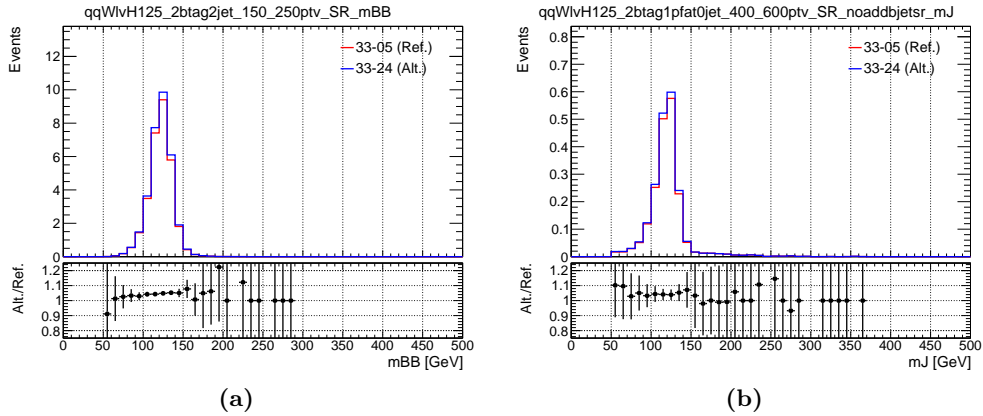 qqWlvH125_2btag2jet_150_250ptv_SR_mBB
Events
12
10
8
6
4
2
0
33-05 (Ref.)
33-24 (Alt.)
Alt./Ref.
1.2
1.1
1
0.9
0.8
0 50 100 150 200 250 300 350 400 450 500
mBB [GeV]
(a)
qqWlvH125_2btag1pfat0jet_400_600ptv_SR_noaddbjetsr_mJ
Events
0.8
0.7
0.6
0.5
0.4
0.3
0.2
0.1
0
33-05 (Ref.)
33-24 (Alt.)
Alt./Ref.
1.2
1.1
1
0.9
0.8
0 50 100 150 200 250 300 350 400 450 500
mJ [GeV]
(b)